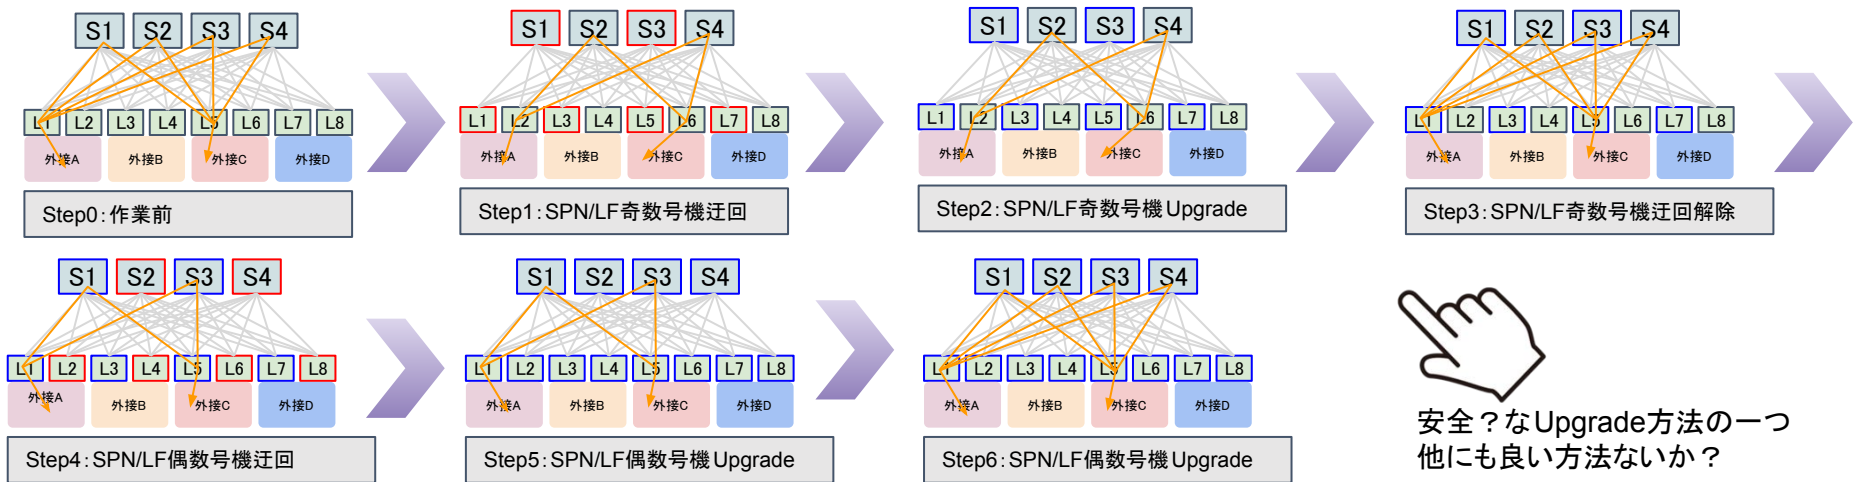 S1 S2 S3 S4
L1 L2 L3 L4 L5 L6 L7 L8
外接A 外接B 外接C 外接D
Step0:作業前
S1 S2 S3 S4
L1 L2 L3 L4 L5 L6 L7 L8
外接A 外接B 外接C 外接D
Step1:SPN/LF奇数号機迂回
S1 S2 S3 S4
L1 L2 L3 L4 L5 L6 L7 L8
外接A 外接B 外接C 外接D
Step2:SPN/LF奇数号機Upgrade
S1 S2 S3 S4
L1 L2 L3 L4 L5 L6 L7 L8
外接A 外接B 外接C 外接D
Step3:SPN/LF奇数号機迂回解除
S1 S2 S3 S4
L1 L2 L3 L4 L5 L6 L7 L8
外接A 外接B 外接C 外接D
Step4:SPN/LF偶数号機迂回
S1 S2 S3 S4
L1 L2 L3 L4 L5 L6 L7 L8
外接A 外接B 外接C 外接D
Step5:SPN/LF偶数号機Upgrade
S1 S2 S3 S4
L1 L2 L3 L4 L5 L6 L7 L8
外接A 外接B 外接C 外接D
Step6:SPN/LF偶数号機Upgrade
安全？なUpgrade方法の一つ
他にも良い方法ないか？